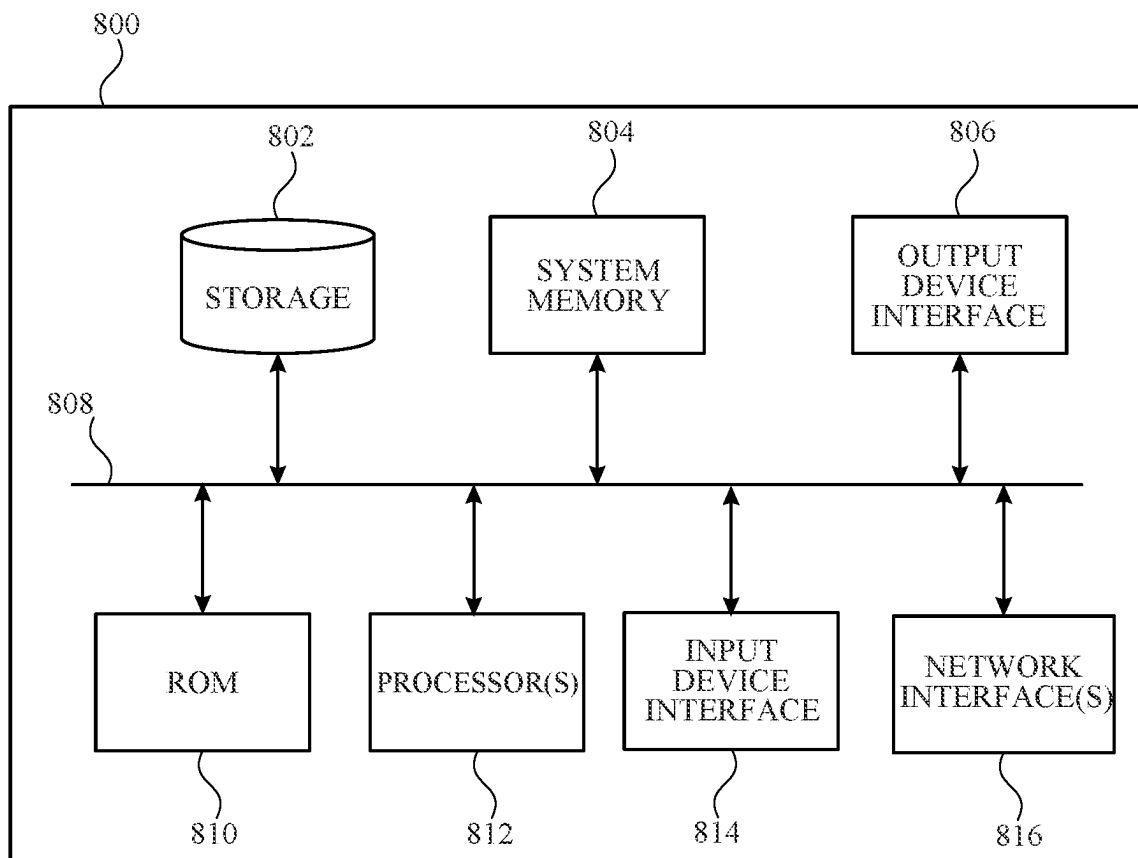 800
802
804
806
STORAGE
SYSTEM
MEMORY
OUTPUT
DEVICE
INTERFACE
808
ROM
PROCESSOR(S)
INPUT
DEVICE
INTERFACE
NETWORK
INTERFACE(S)
810
812
814
816